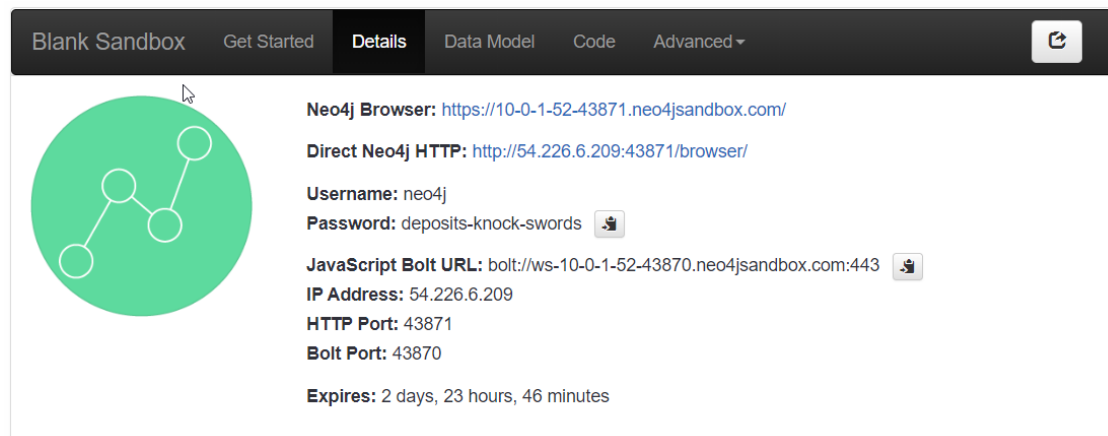 Blank Sandbox Get Started Details Data Model Code Advanced
Neo4j Browser: https://10-0-1-52-43871.neo4jsandbox.com/
Direct Neo4j HTTP: http://54.226.6.209:43871/browser/
Username: neo4j
Password: deposits-knock-swords
JavaScript Bolt URL: bolt://ws-10-0-1-52-43870.neo4jsandbox.com:443
IP Address: 54.226.6.209
HTTP Port: 43871
Bolt Port: 43870
Expires: 2 days, 23 hours, 46 minutes